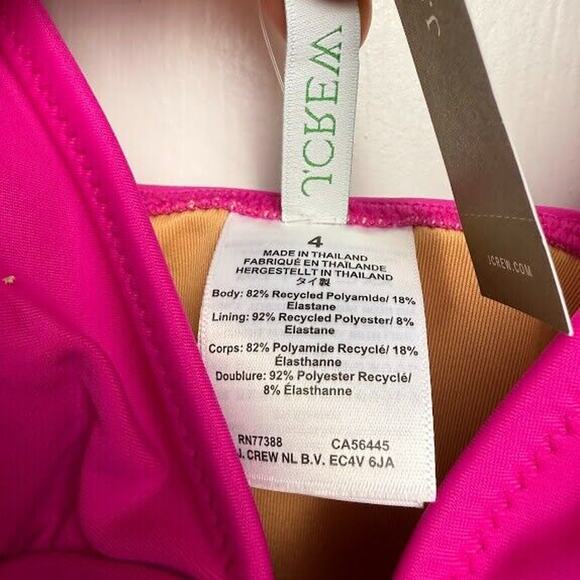 J.CREW
4
MADE IN THAILAND
FABRIQUÉ EN THAÏLANDE
HERGESTELLT IN THAILAND
タイ製
Body: 82% Recycled Polyamide/ 18%
Elastane
Lining: 92% Recycled Polyester/ 8%
Elastane
Corps: 82% Polyamide Recyclé/ 18%
Élasthanne
Doublure: 92% Polyester Recyclé/
8% Élasthanne
RN77388 CA56445
J. CREW NL B.V. EC4V 6JA
JCREW.COM